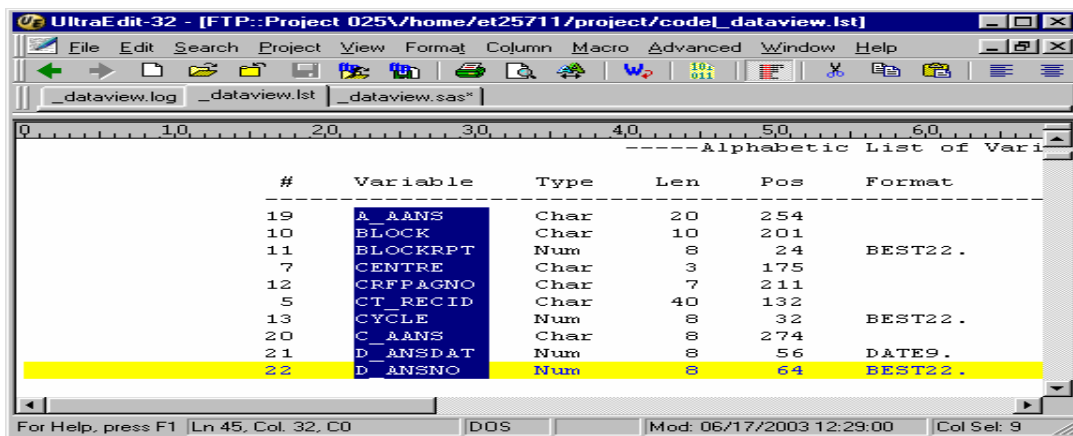 UltraEdit-32 - [FTP::Project 025\/home/et25711/project/code|_dataview.lst]
File Edit Search Project View Format Column Macro Advanced Window Help
_dataview.log _dataview.lst _dataview.sas*
0 10 20 30 40 50 60
-----Alphabetic List of Vari
# Variable Type Len Pos Format
19 A_AANS Char 20 254
10 BLOCK Char 10 201
11 BLOCKRPT Num 8 24 BEST22.
7 CENTRE Char 3 175
12 CRFPAGNO Char 7 211
5 CT_RECID Char 40 132
13 CYCLE Num 8 32 BEST22.
20 C_AANS Char 8 274
21 D_ANSDAT Num 8 56 DATE9.
22 D_ANSNO Num 8 64 BEST22.
For Help, press F1 Ln 45, Col. 32, C0 DOS Mod: 06/17/2003 12:29:00 Col Sel: 9